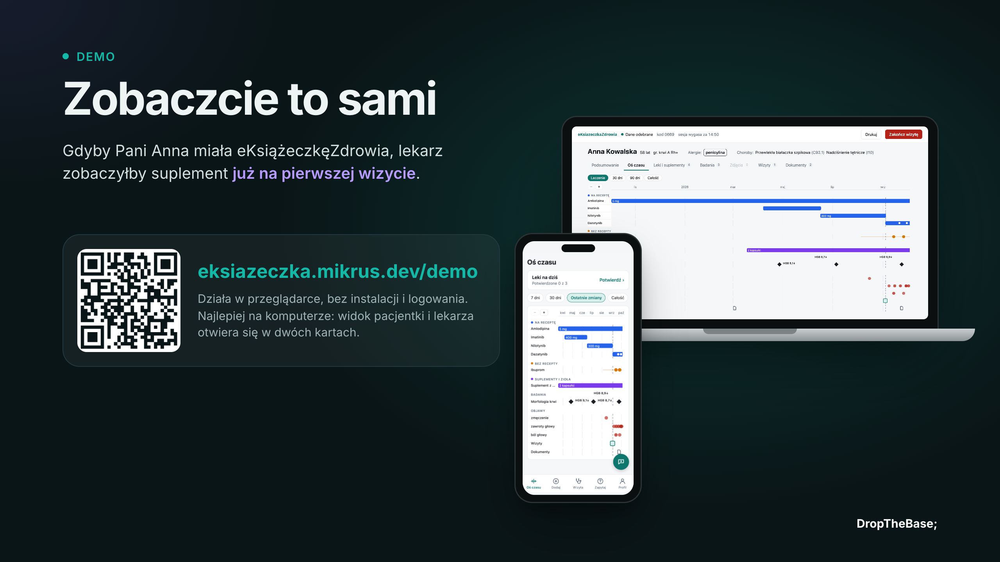 DEMO
Zobaczcie to sami
Gdyby Pani Anna miała eKsiążeczkęZdrowia, lekarz
zobaczyłby suplement już na pierwszej wizycie.
eksiazeczka.mikrus.dev/demo
Działa w przeglądarce, bez instalacji i logowania.
Najlepiej na komputerze: widok pacjentki i lekarza
otwiera się w dwóch kartach.
eKsiazeczkaZdrowia Dane odebrane kod 0669 sesja wygasa za 14:50 Drukuj Zakończ wizytę
Anna Kowalska 58 lat gr. krwi A Rh+ Alergie: penicylina Choroby: Przewlekła białaczka szpikowa (C92.1) Nadciśnienie tętnicze (I10)
Podsumowanie Oś czasu Leki i suplementy 4 Badania 3 Zdjęcia 0 Wizyty 1 Dokumenty 2
Leczenie 30 dni 90 dni Całość
− + lis 2026 mar maj lip wrz
NA RECEPTĘ
Amlodipina 5 mg
Imatinib
Nilotynib 300 mg
Dazatynib
BEZ RECEPTY
2 kapsułki
HGB 8,7↓ HGB 8,9↓
HGB 9,1↓
Oś czasu
Leki na dziś
Potwierdzone 0 z 3
Potwierdź ›
7 dni 30 dni Ostatnie zmiany Całość
− + kwi maj cze lip sie wrz paź
NA RECEPTĘ
Amlodipina 5 mg
Imatinib 400 mg
Nilotynib 300 mg
Dazatynib
BEZ RECEPTY
Ibuprom
SUPLEMENTY I ZIOŁA
Suplement z ... 2 kapsułki
HGB 8,9↓
BADANIA
Morfologia krwi HGB 9,1↓ HGB 8,7↓
OBJAWY
zmęczenie
zawroty głowy
ból głowy
Wizyty
Dokumenty
Oś czasu Dodaj Wizyta Zapytaj Profil
DropTheBase;